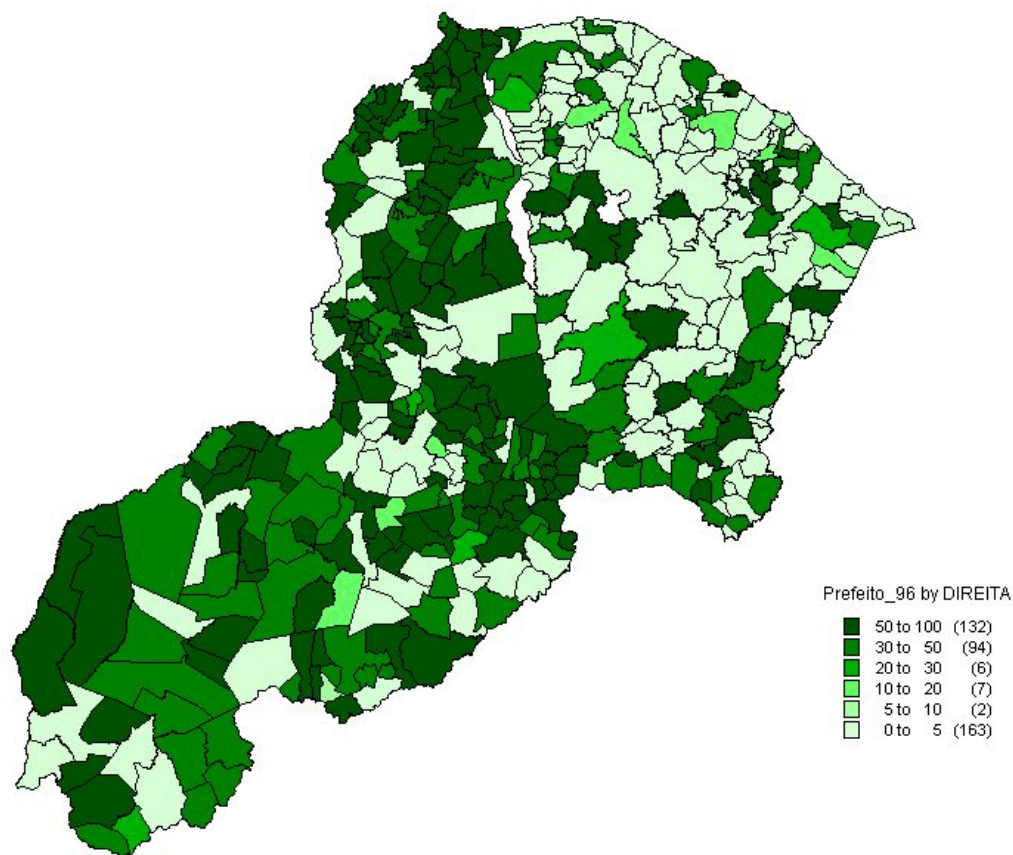 Prefeito_96 by DIREITA
50 to 100 (132)
30 to 50 (94)
20 to 30 (6)
10 to 20 (7)
5 to 10 (2)
0 to 5 (163)